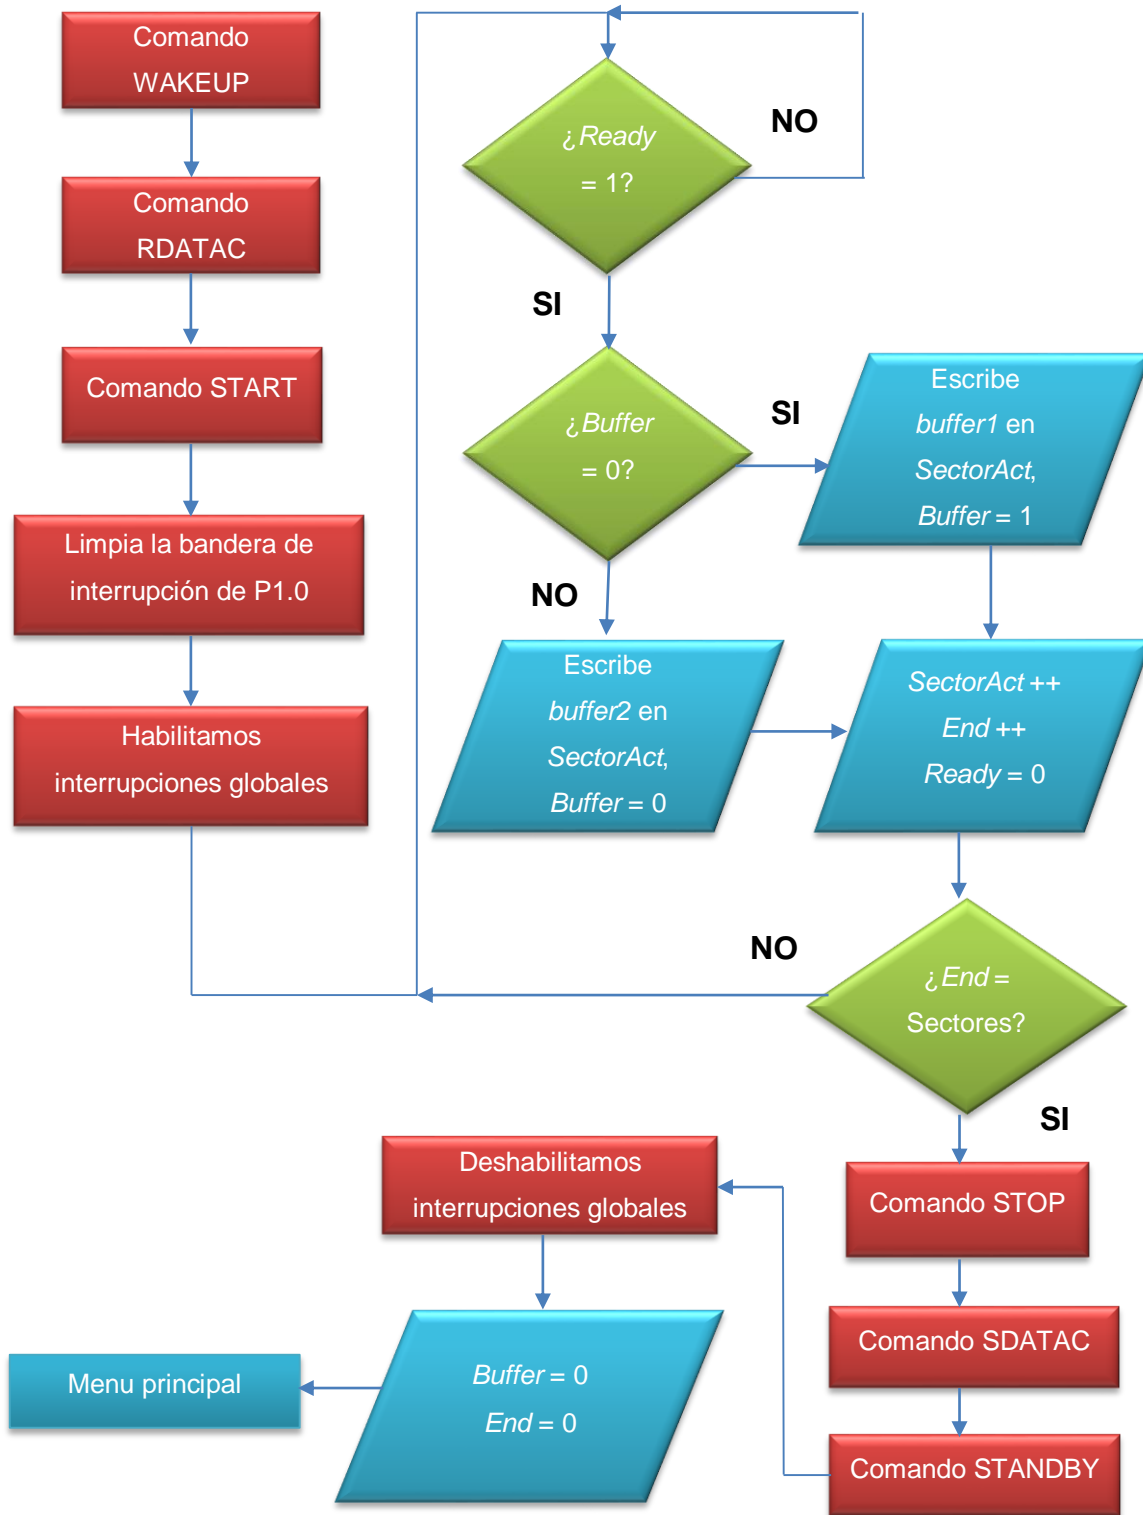 Comando
WAKEUP
Comando
RDATAC
Comando START
Limpia la bandera de
interrupción de P1.0
Habilitamos
interrupciones globales
¿Ready
= 1?
NO
SI
¿Buffer
= 0?
SI
NO
Escribe
buffer1 en
SectorAct,
Buffer = 1
Escribe
buffer2 en
SectorAct,
Buffer = 0
SectorAct ++
End ++
Ready = 0
NO
¿End =
Sectores?
SI
Comando STOP
Comando SDATAC
Comando STANDBY
Deshabilitamos
interrupciones globales
Buffer = 0
End = 0
Menu principal